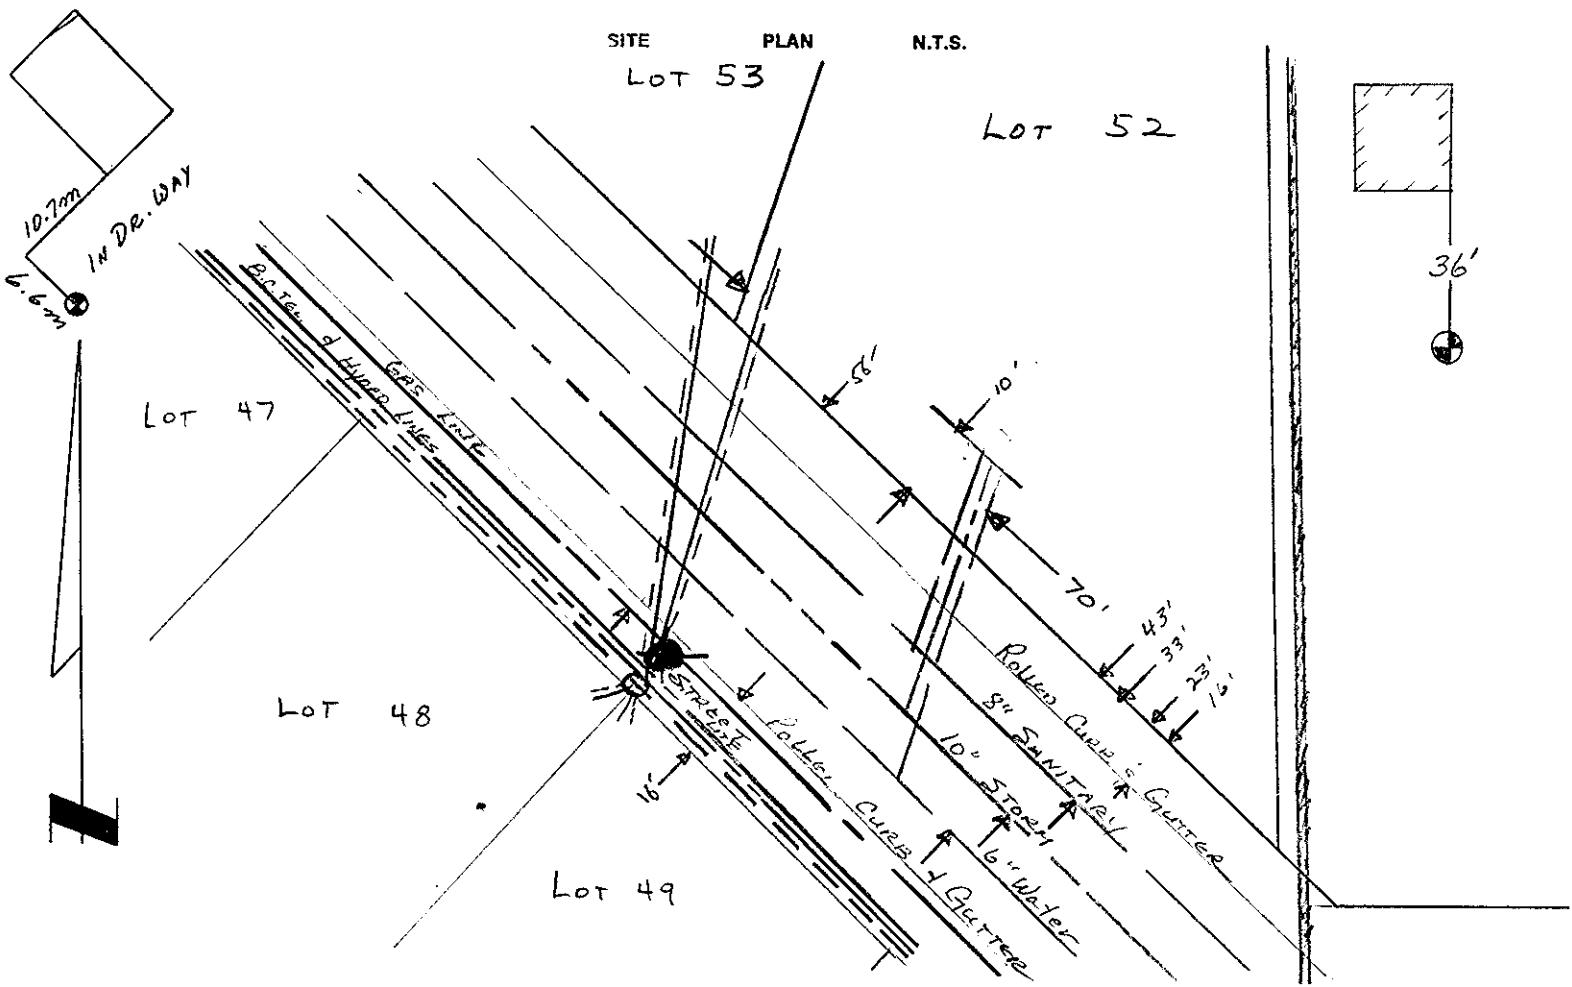 SITE PLAN N.T.S.
LOT 53
LOT 52
10.7m
IN DR. WAY
6.6m
36'
B.C. TEL. & HYDRO LINES
GAS LINE
56'
10'
LOT 47
70'
43'
33'
23'
16'
ROLLED CURB & GUTTER
8" SANITARY
10" STORM
6" Water
STREET LITE
ROLLED CURB & GUTTER
LOT 48
16'
LOT 49